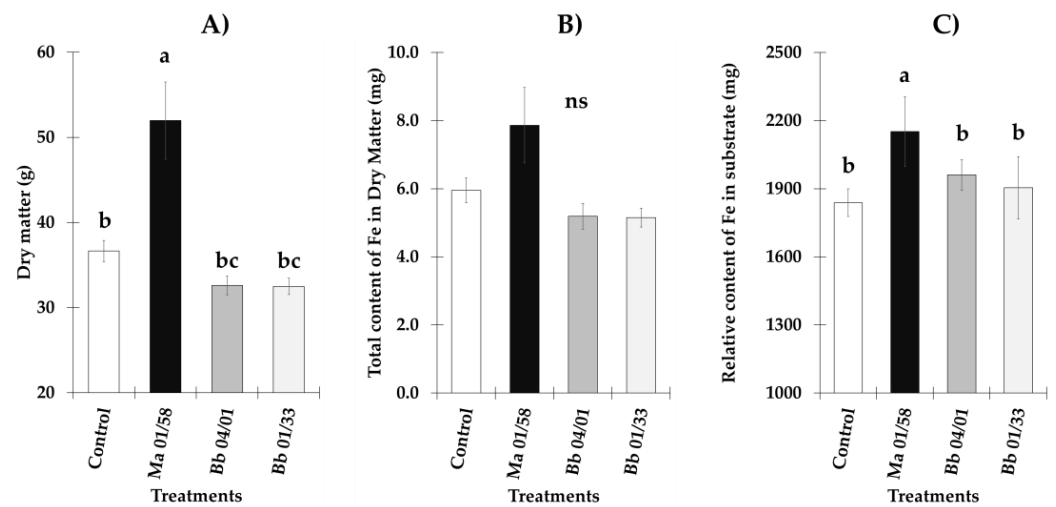 A)
Dry matter (g)
60
50
40
30
20
b
a
bc
bc
Control
Ma 01/58
Bb 04/01
Bb 01/33
Treatments
B)
Total content of Fe in Dry Matter (mg)
10.0
8.0
6.0
4.0
2.0
0.0
ns
Control
Ma 01/58
Bb 04/01
Bb 01/33
Treatments
C)
Relative content of Fe in substrate (mg)
2500
2200
1900
1600
1300
1000
b
a
b
b
Control
Ma 01/58
Bb 04/01
Bb 01/33
Treatments